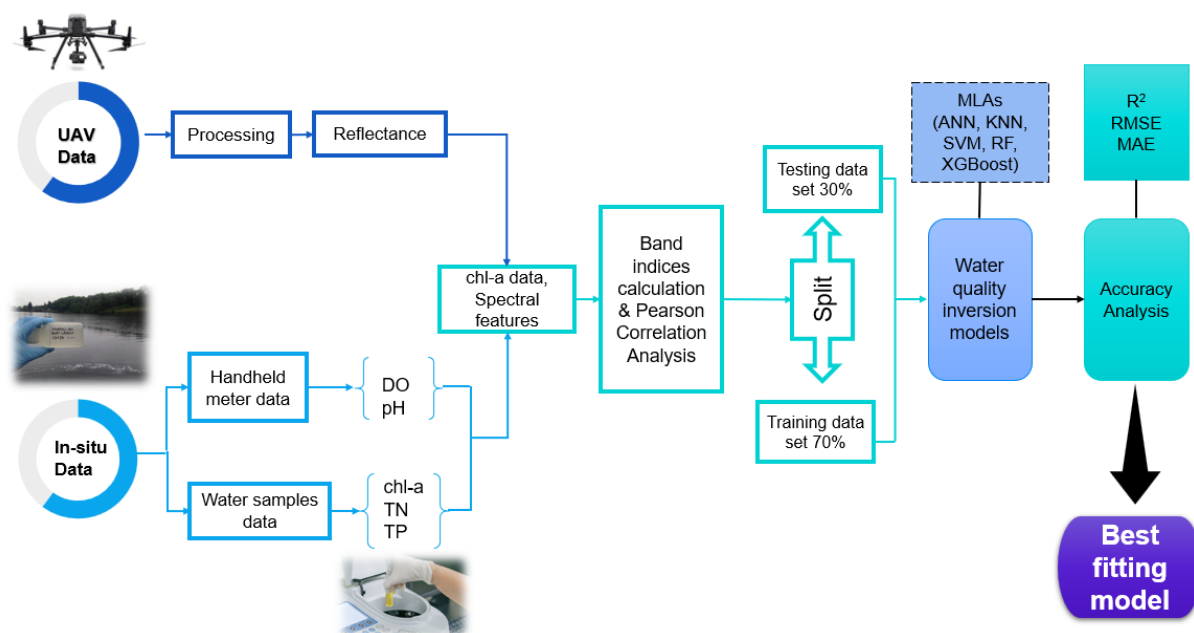 UAV
Data
Processing
Reflectance
In-situ
Data
Handheld
meter data
DO
pH
Water samples
data
chl-a
TN
TP
chl-a data,
Spectral
features
Band
indices
calculation
& Pearson
Correlation
Analysis
Testing data
set 30%
Split
Training data
set 70%
MLAs
(ANN, KNN,
SVM, RF,
XGBoost)
Water
quality
inversion
models
R²
RMSE
MAE
Accuracy
Analysis
Best
fitting
model